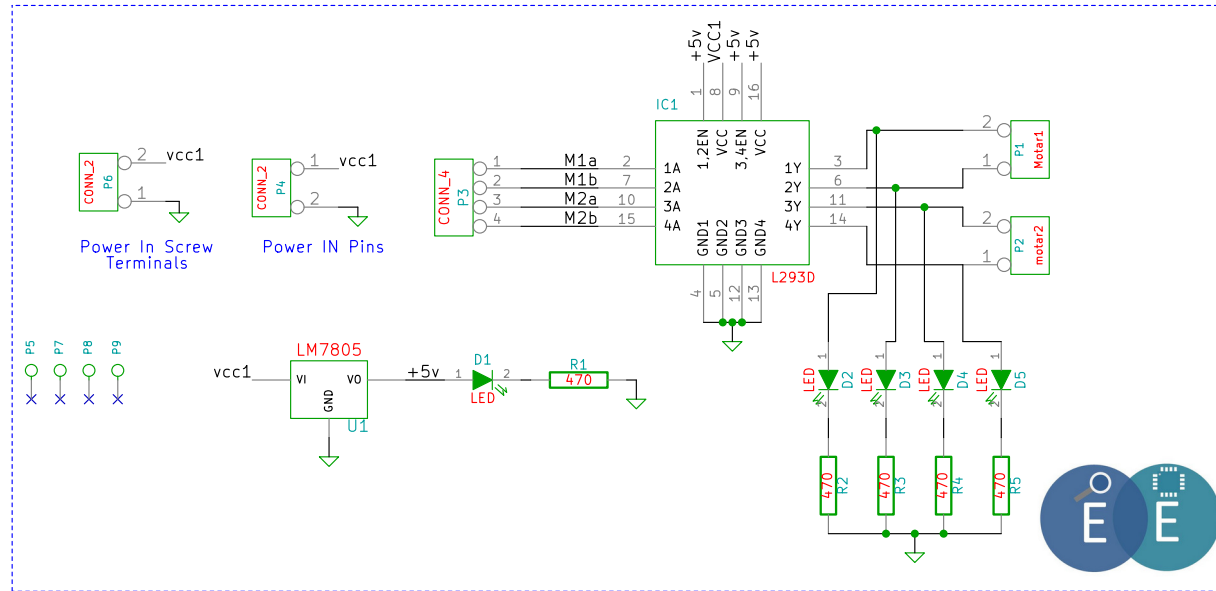 +5v
VCC1
+5v
+5v
1
8
9
16
IC1
1,2EN
VCC
3,4EN
VCC
2
vcc1
1
CONN_2
P6
Power In Screw
Terminals
1
vcc1
2
CONN_2
P4
Power IN Pins
CONN_4
P3
1 M1a 2 1A
2 M1b 7 2A
3 M2a 10 3A
4 M2b 15 4A
1Y 3
2Y 6
3Y 11
4Y 14
GND1
GND2
GND3
GND4
L293D
4
5
12
13
2
1
P1
Motar1
2
1
P2
motar2
P5
P7
P8
P9
LM7805
vcc1
VI
VO
GND
U1
+5v
1
D1
2
LED
R1
470
1
LED
D2
2
1
LED
D3
2
1
LED
D4
2
1
LED
D5
2
470
R2
470
R3
470
R4
470
R5
E
E